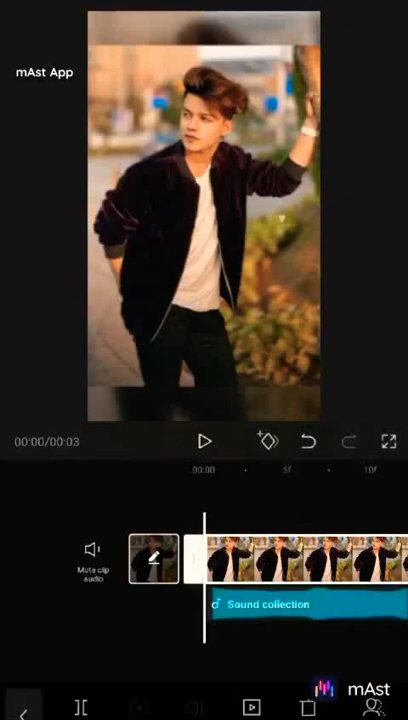 mAst App
00:00/00:03
00:00
5f
10f
Mute clip
audio
Sound collection
mAst